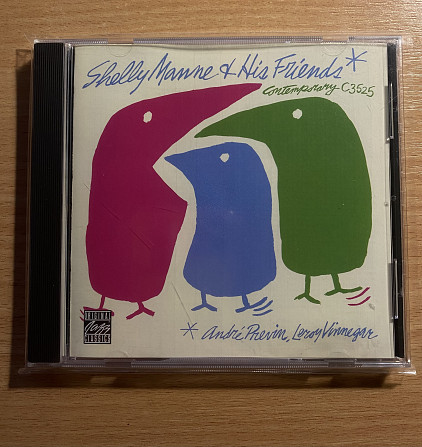 Shelly Manne & His Friends*
Contemporary C3525
ORIGINAL
Jazz
CLASSICS
* André Previn, Leroy Vinnegar